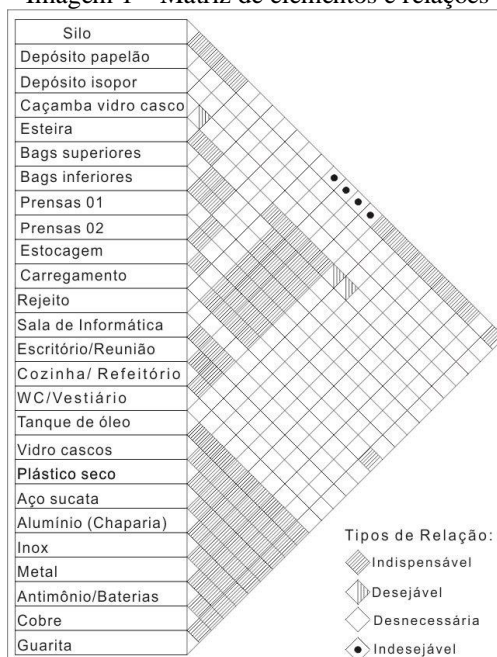 Imagem 1 – Matriz de elementos e relações
Silo
Depósito papelão
Depósito isopor
Caçamba vidro casco
Esteira
Bags superiores
Bags inferiores
Prensas 01
Prensas 02
Estocagem
Carregamento
Rejeito
Sala de Informática
Escritório/Reunião
Cozinha/ Refeitório
WC/Vestiário
Tanque de óleo
Vidro cascos
Plástico seco
Aço sucata
Alumínio (Chaparia)
Inox
Metal
Antimônio/Baterias
Cobre
Guarita
Tipos de Relação:
Indispensável
Desejável
Desnecessária
Indesejável